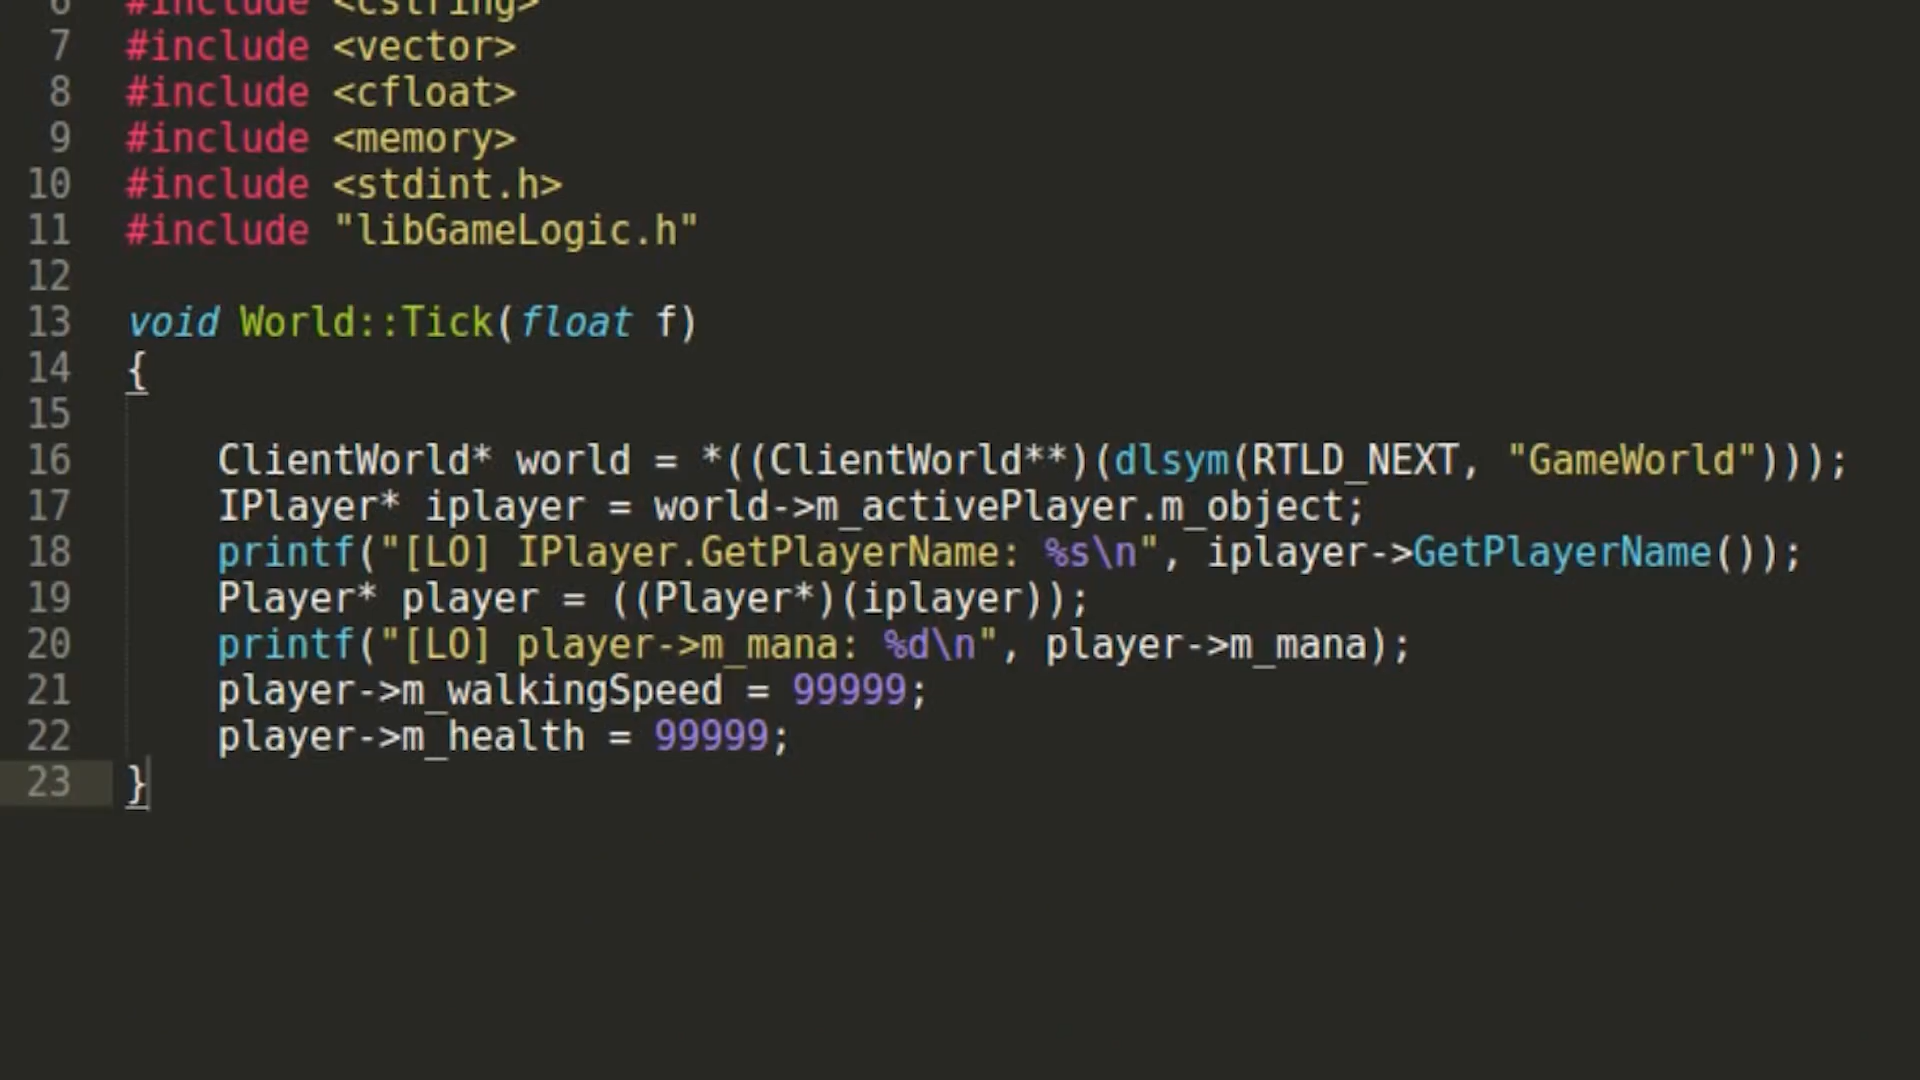 6 #include <cstring>
7 #include <vector>
8 #include <cfloat>
9 #include <memory>
10 #include <stdint.h>
11 #include "libGameLogic.h"
12
13 void World::Tick(float f)
14 {
15
16 ClientWorld* world = *((ClientWorld**)(dlsym(RTLD_NEXT, "GameWorld")));
17 IPlayer* iplayer = world->m_activePlayer.m_object;
18 printf("[LO] IPlayer.GetPlayerName: %s\n", iplayer->GetPlayerName());
19 Player* player = ((Player*)(iplayer));
20 printf("[LO] player->m_mana: %d\n", player->m_mana);
21 player->m_walkingSpeed = 99999;
22 player->m_health = 99999;
23 }